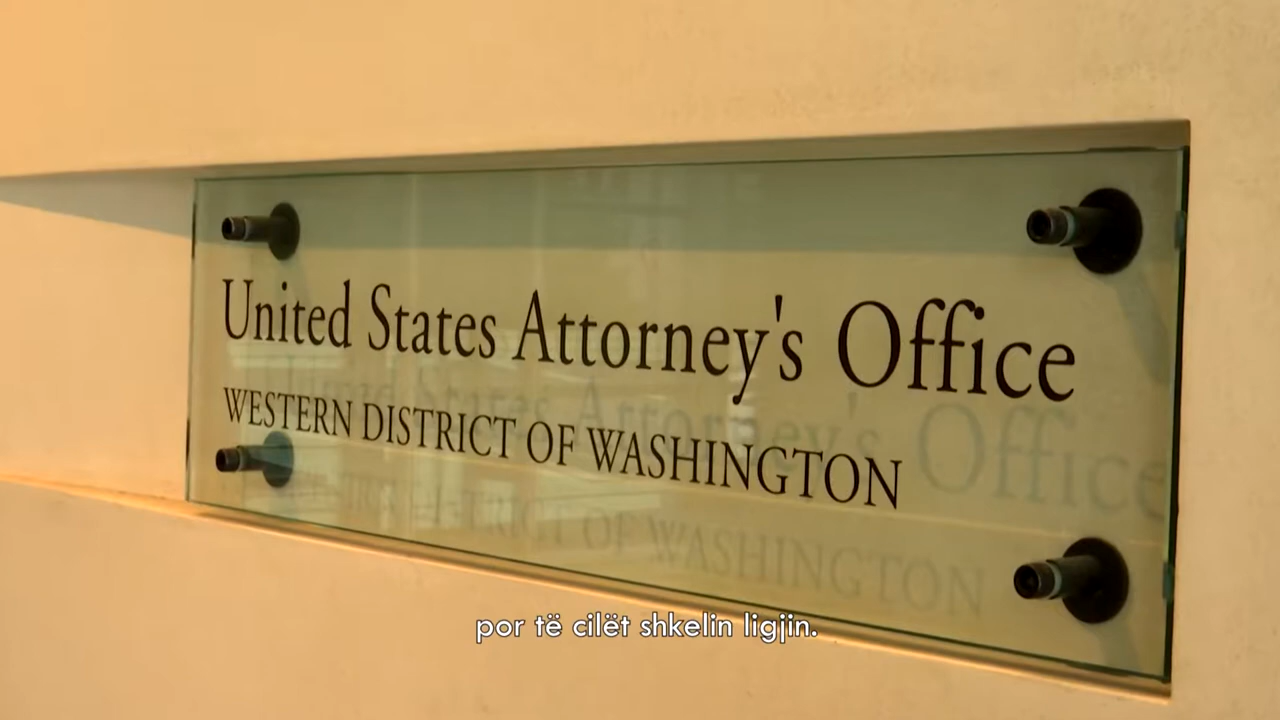 United States Attorney's Office
WESTERN DISTRICT OF WASHINGTON
por të cilët shkelin ligjin.